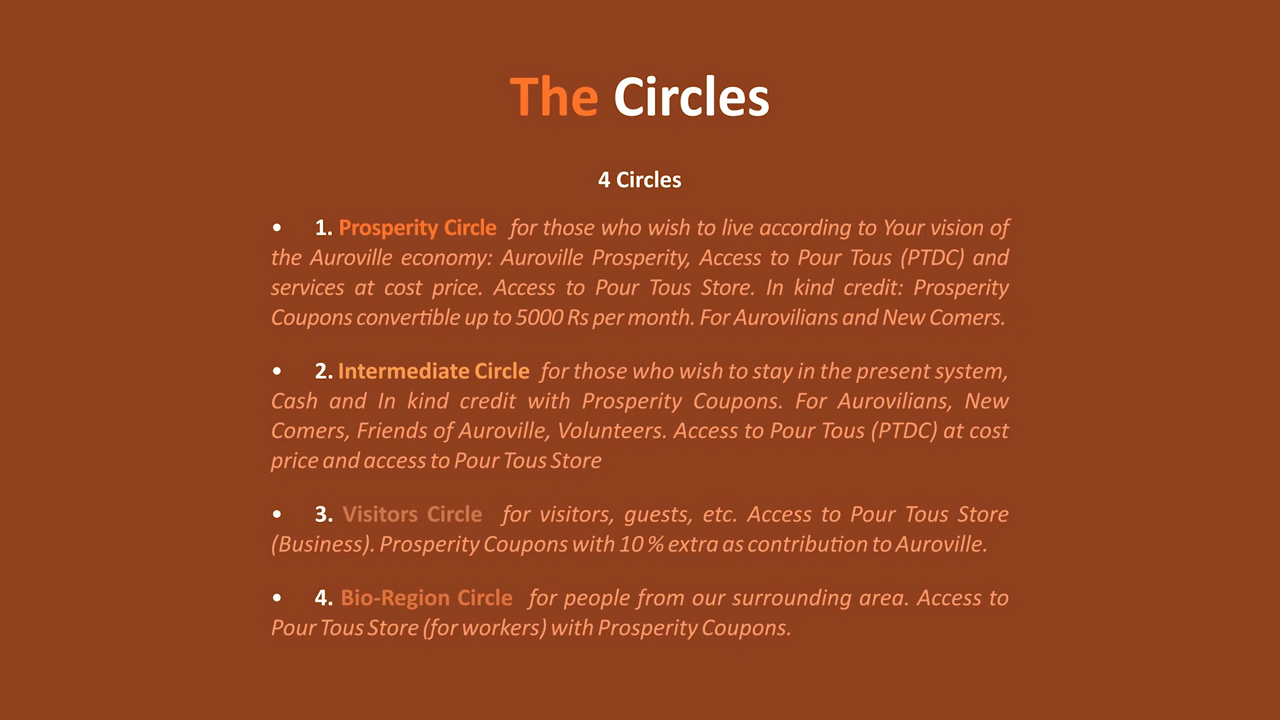 The Circles
4 Circles
• 1. Prosperity Circle for those who wish to live according to Your vision of
the Auroville economy: Auroville Prosperity, Access to Pour Tous (PTDC) and
services at cost price. Access to Pour Tous Store. In kind credit: Prosperity
Coupons convertible up to 5000 Rs per month. For Aurovilians and New Comers.
• 2. Intermediate Circle for those who wish to stay in the present system,
Cash and In kind credit with Prosperity Coupons. For Aurovilians, New
Comers, Friends of Auroville, Volunteers. Access to Pour Tous (PTDC) at cost
price and access to Pour Tous Store
• 3. Visitors Circle for visitors, guests, etc. Access to Pour Tous Store
(Business). Prosperity Coupons with 10 % extra as contribution to Auroville.
• 4. Bio-Region Circle for people from our surrounding area. Access to
Pour Tous Store (for workers) with Prosperity Coupons.